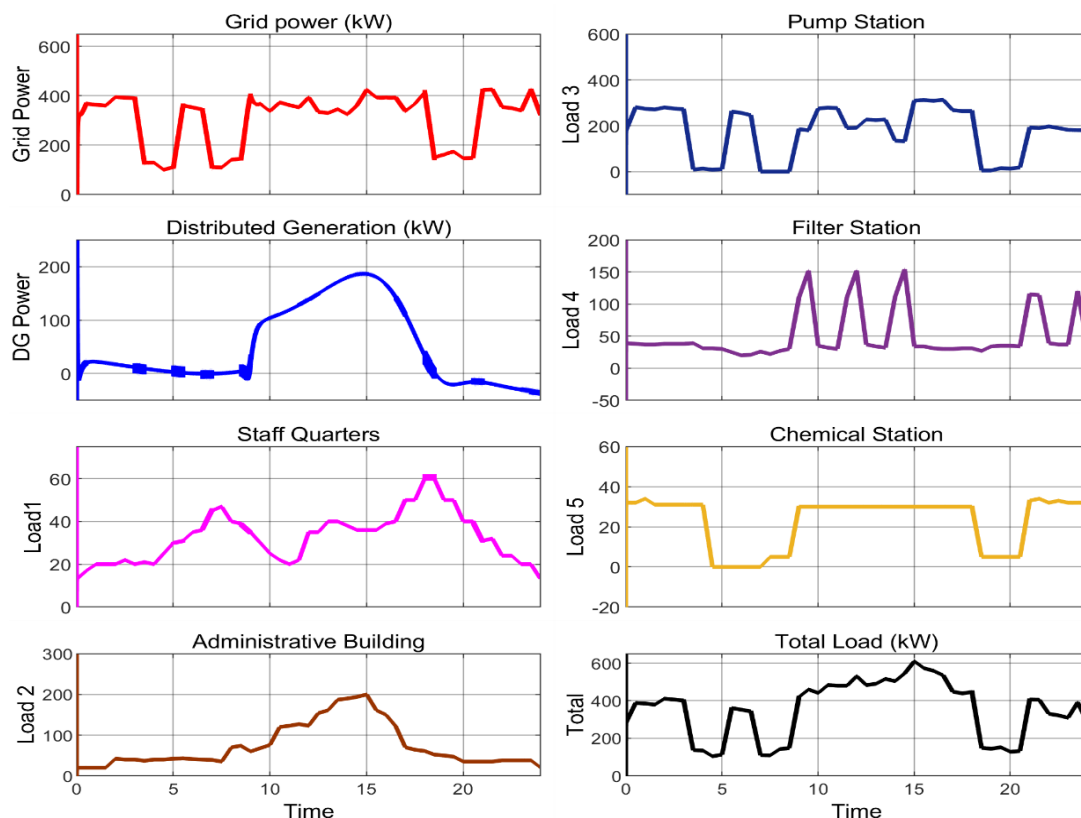 Grid power (kW)
600
400
200
0
Grid Power
Pump Station
600
400
200
0
Load 3
Distributed Generation (kW)
200
100
0
DG Power
Filter Station
200
150
100
50
0
-50
Load 4
Staff Quarters
60
40
20
0
Load1
Chemical Station
60
40
20
0
-20
Load 5
Administrative Building
300
200
100
0
Load 2
0 5 10 15 20
Time
Total Load (kW)
600
400
200
0
Total
0 5 10 15 20
Time